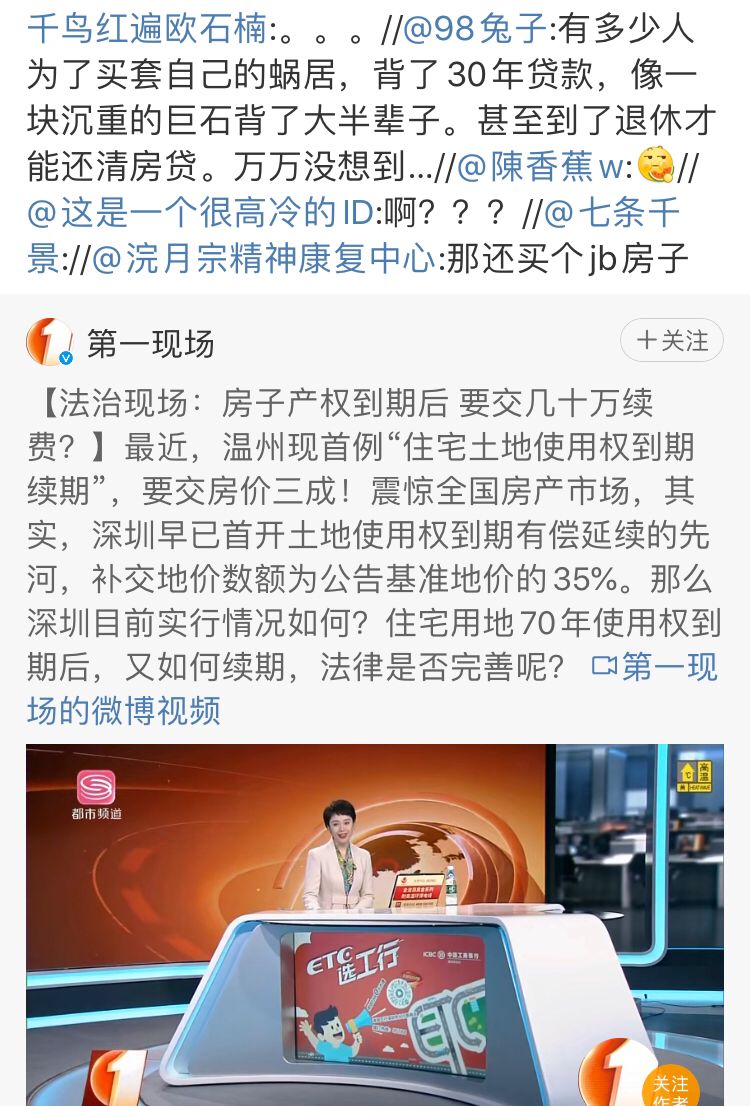 千鸟红遍欧石楠:。。。//@98兔子:有多少人
为了买套自己的蜗居，背了30年贷款，像一
块沉重的巨石背了大半辈子。甚至到了退休才
能还清房贷。万万没想到...//@陳香蕉w://
@这是一个很高冷的ID:啊？？？//@七条千
景://@浣月宗精神康复中心:那还买个jb房子
第一现场
+关注
【法治现场：房子产权到期后 要交几十万续
费？】最近，温州现首例“住宅土地使用权到期
续期”，要交房价三成！震惊全国房产市场，其
实，深圳早已首开土地使用权到期有偿延续的先
河，补交地价数额为公告基准地价的35%。那么
深圳目前实行情况如何？住宅用地70年使用权到
期后，又如何续期，法律是否完善呢？ 第一现
场的微博视频
都市频道
高温
℃
黄 HEAT WAVE
ETC
选工行
ICBC 中国工商银行
ETC
关注
作者